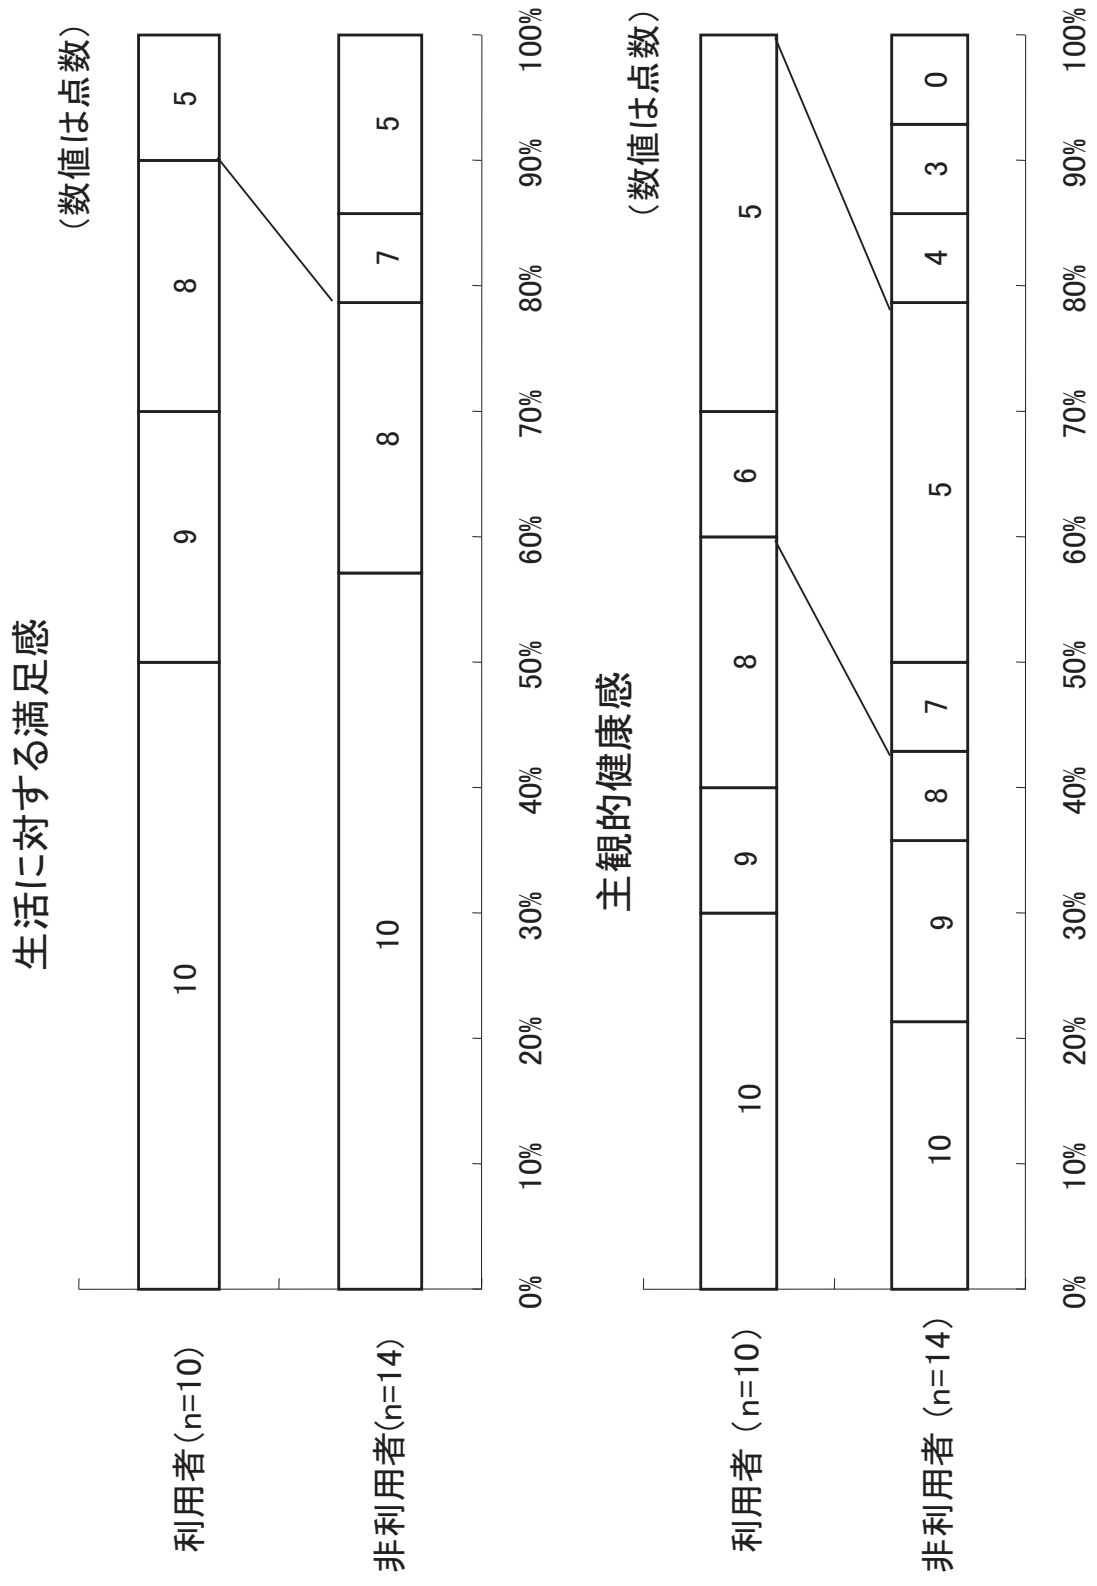 生活に対する満足感
（数値は点数）
利用者(n=10)
10 9 8 5
非利用者(n=14)
10 8 7 5
0% 10% 20% 30% 40% 50% 60% 70% 80% 90% 100%
主観的健康感
（数値は点数）
利用者（n=10）
10 9 8 6 5
非利用者（n=14）
10 9 8 7 5 4 3 0
0% 10% 20% 30% 40% 50% 60% 70% 80% 90% 100%